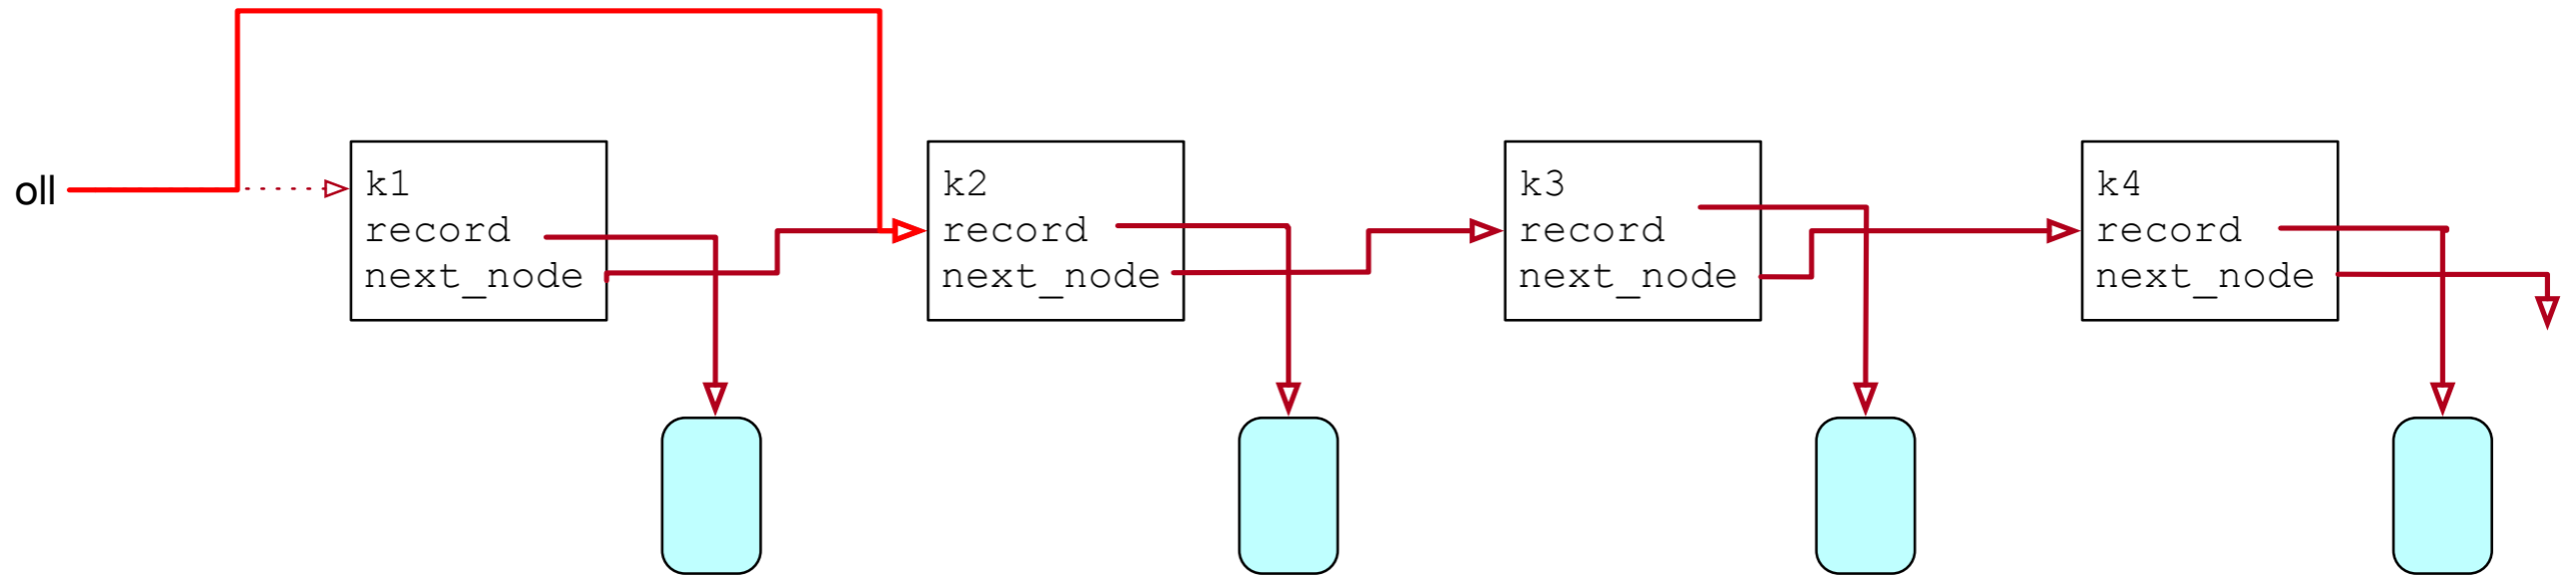 oll
k1
record
next_node
k2
record
next_node
k3
record
next_node
k4
record
next_node